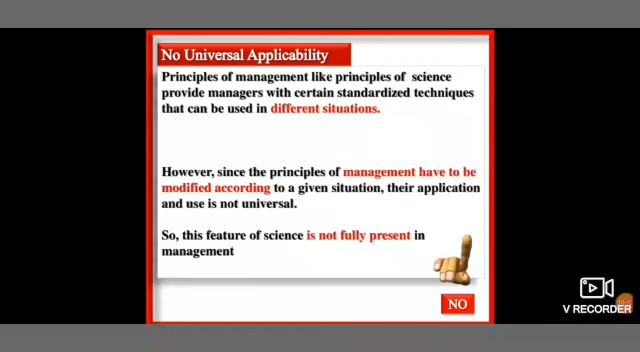 No Universal Applicability
Principles of management like principles of science
provide managers with certain standardized techniques
that can be used in different situations.
However, since the principles of management have to be
modified according to a given situation, their application
and use is not universal.
So, this feature of science is not fully present in
management
NO
V RECORDER